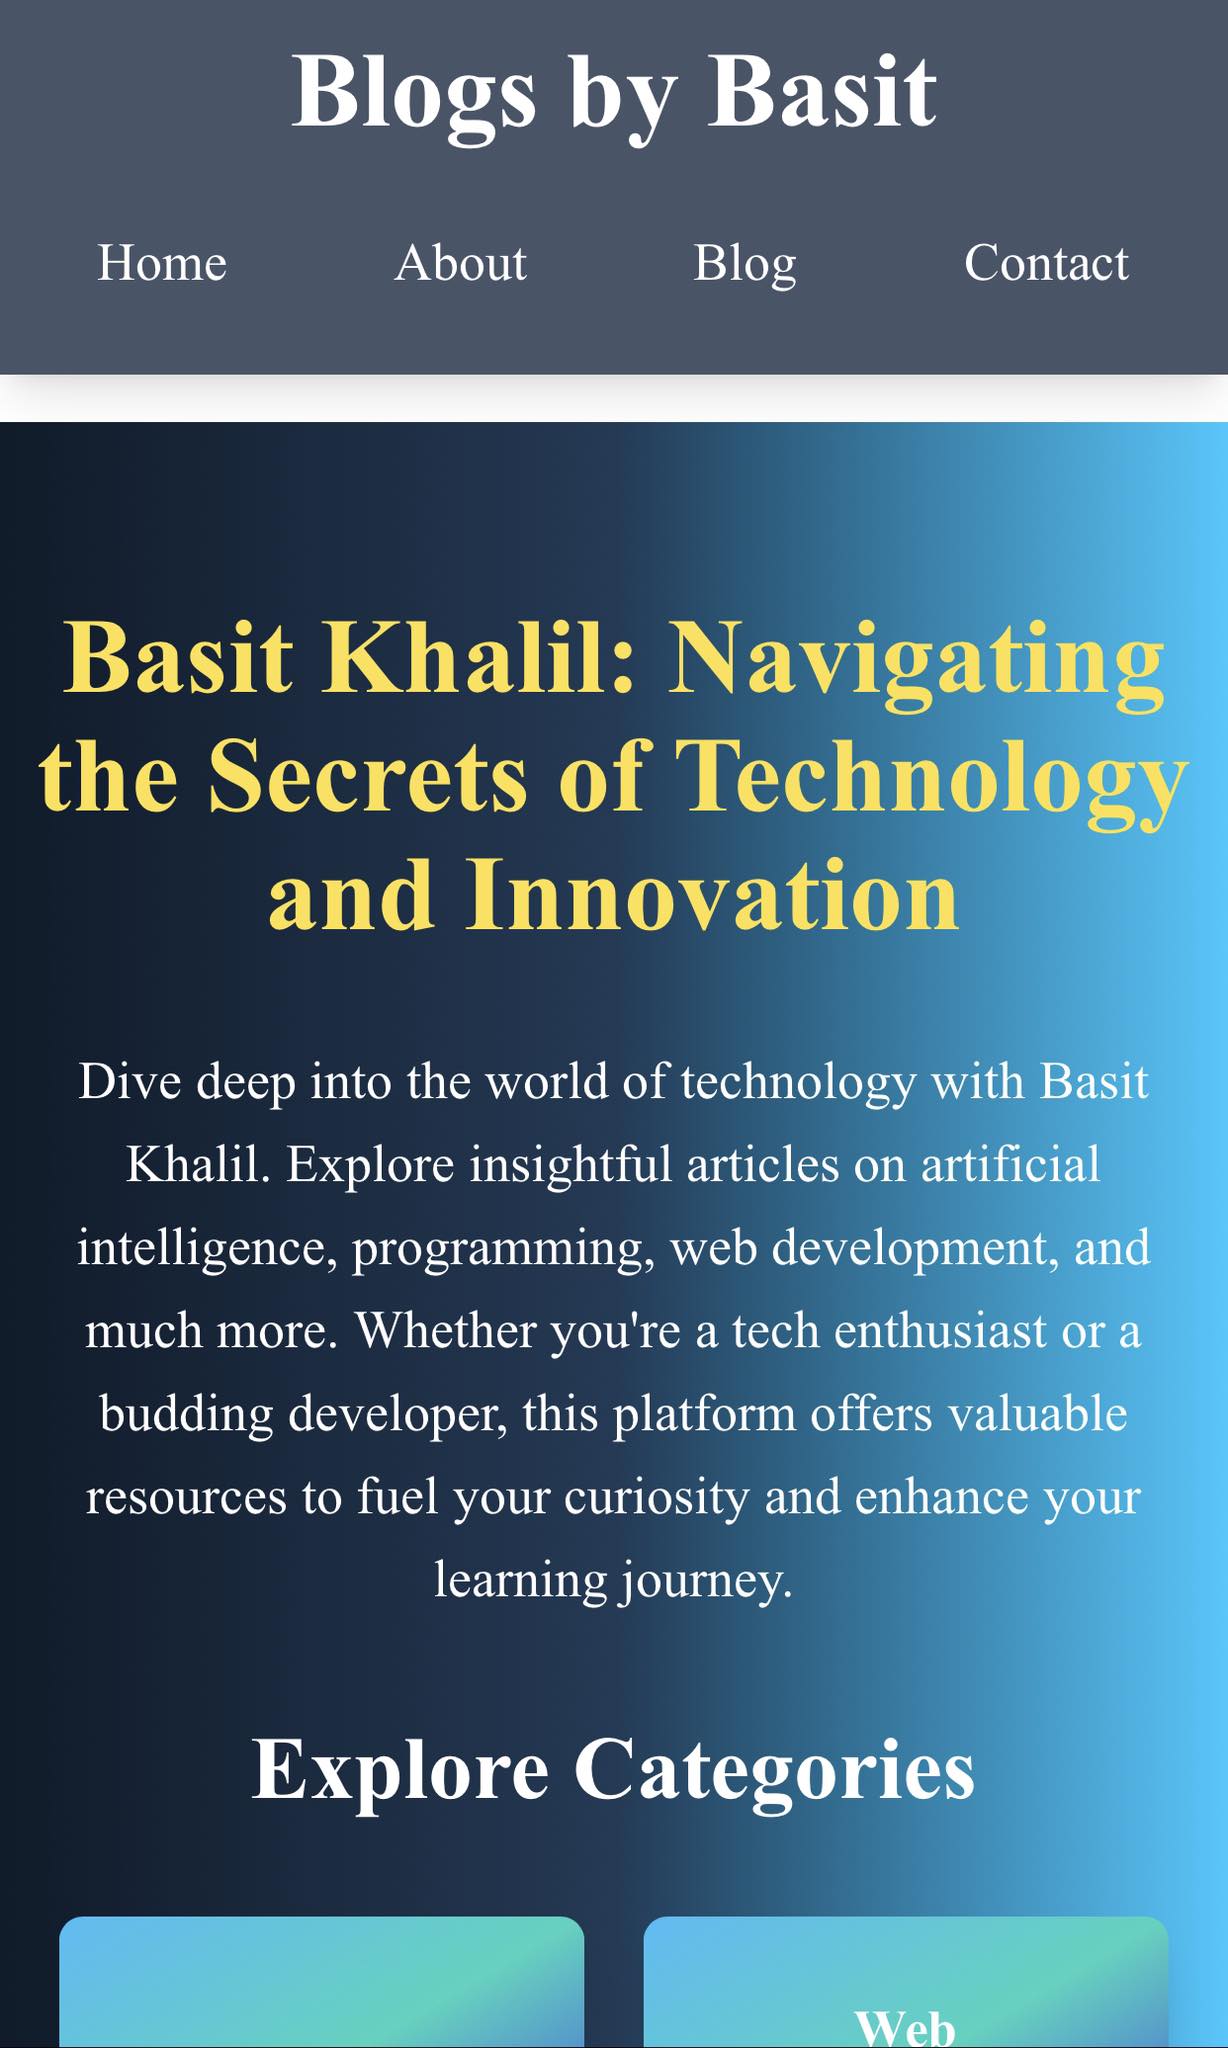 Blogs by Basit
Home About Blog Contact
Basit Khalil: Navigating
the Secrets of Technology
and Innovation
Dive deep into the world of technology with Basit
Khalil. Explore insightful articles on artificial
intelligence, programming, web development, and
much more. Whether you're a tech enthusiast or a
budding developer, this platform offers valuable
resources to fuel your curiosity and enhance your
learning journey.
Explore Categories
Web